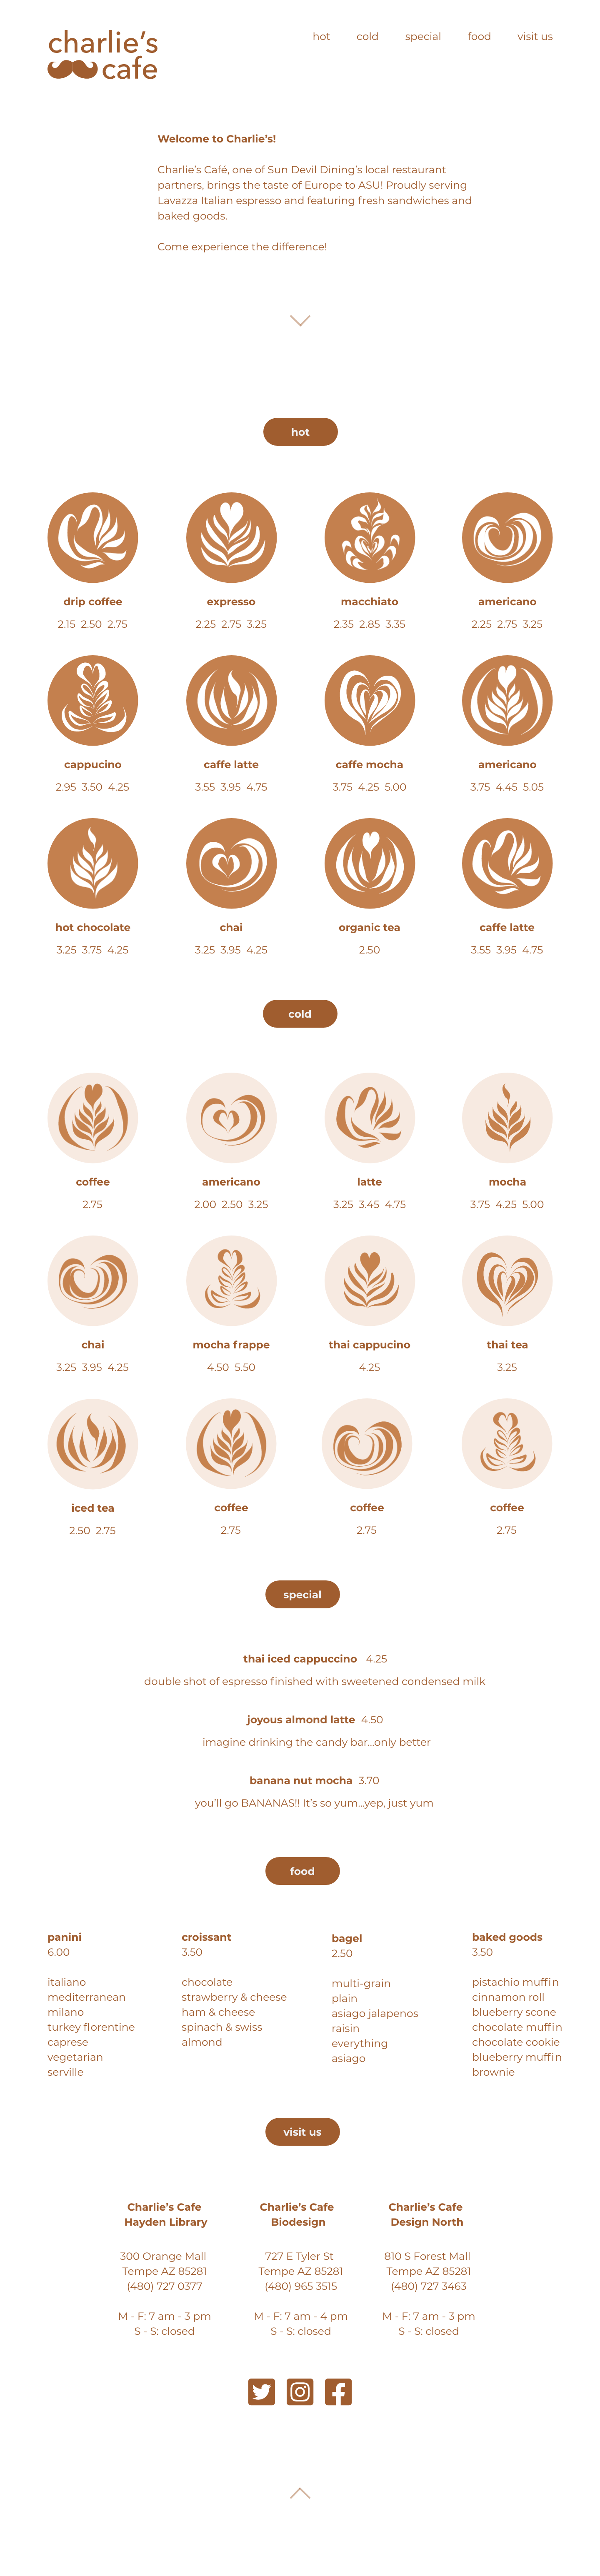 charlie's
cafe
hot cold special food visit us
Welcome to Charlie's!
Charlie's Café, one of Sun Devil Dining's local restaurant
partners, brings the taste of Europe to ASU! Proudly serving
Lavazza Italian espresso and featuring fresh sandwiches and
baked goods.
Come experience the difference!
hot
drip coffee expresso macchiato americano
2.15 2.50 2.75 2.25 2.75 3.25 2.35 2.85 3.35 2.25 2.75 3.25
cappucino caffe latte caffe mocha americano
2.95 3.50 4.25 3.55 3.95 4.75 3.75 4.25 5.00 3.75 4.45 5.05
hot chocolate chai organic tea caffe latte
3.25 3.75 4.25 3.25 3.95 4.25 2.50 3.55 3.95 4.75
cold
coffee americano latte mocha
2.75 2.00 2.50 3.25 3.25 3.45 4.75 3.75 4.25 5.00
chai mocha frappe thai cappucino thai tea
3.25 3.95 4.25 4.50 5.50 4.25 3.25
iced tea coffee coffee coffee
2.50 2.75 2.75 2.75 2.75
special
thai iced cappuccino 4.25
double shot of espresso finished with sweetened condensed milk
joyous almond latte 4.50
imagine drinking the candy bar...only better
banana nut mocha 3.70
you'll go BANANAS!! It's so yum...yep, just yum
food
panini
6.00
italiano
mediterranean
milano
turkey florentine
caprese
vegetarian
serville
croissant
3.50
chocolate
strawberry & cheese
ham & cheese
spinach & swiss
almond
bagel
2.50
multi-grain
plain
asiago jalapenos
raisin
everything
asiago
baked goods
3.50
pistachio muffin
cinnamon roll
blueberry scone
chocolate muffin
chocolate cookie
blueberry muffin
brownie
visit us
Charlie's Cafe
Hayden Library
300 Orange Mall
Tempe AZ 85281
(480) 727 0377
M - F: 7 am - 3 pm
S - S: closed
Charlie's Cafe
Biodesign
727 E Tyler St
Tempe AZ 85281
(480) 965 3515
M - F: 7 am - 4 pm
S - S: closed
Charlie's Cafe
Design North
810 S Forest Mall
Tempe AZ 85281
(480) 727 3463
M - F: 7 am - 3 pm
S - S: closed